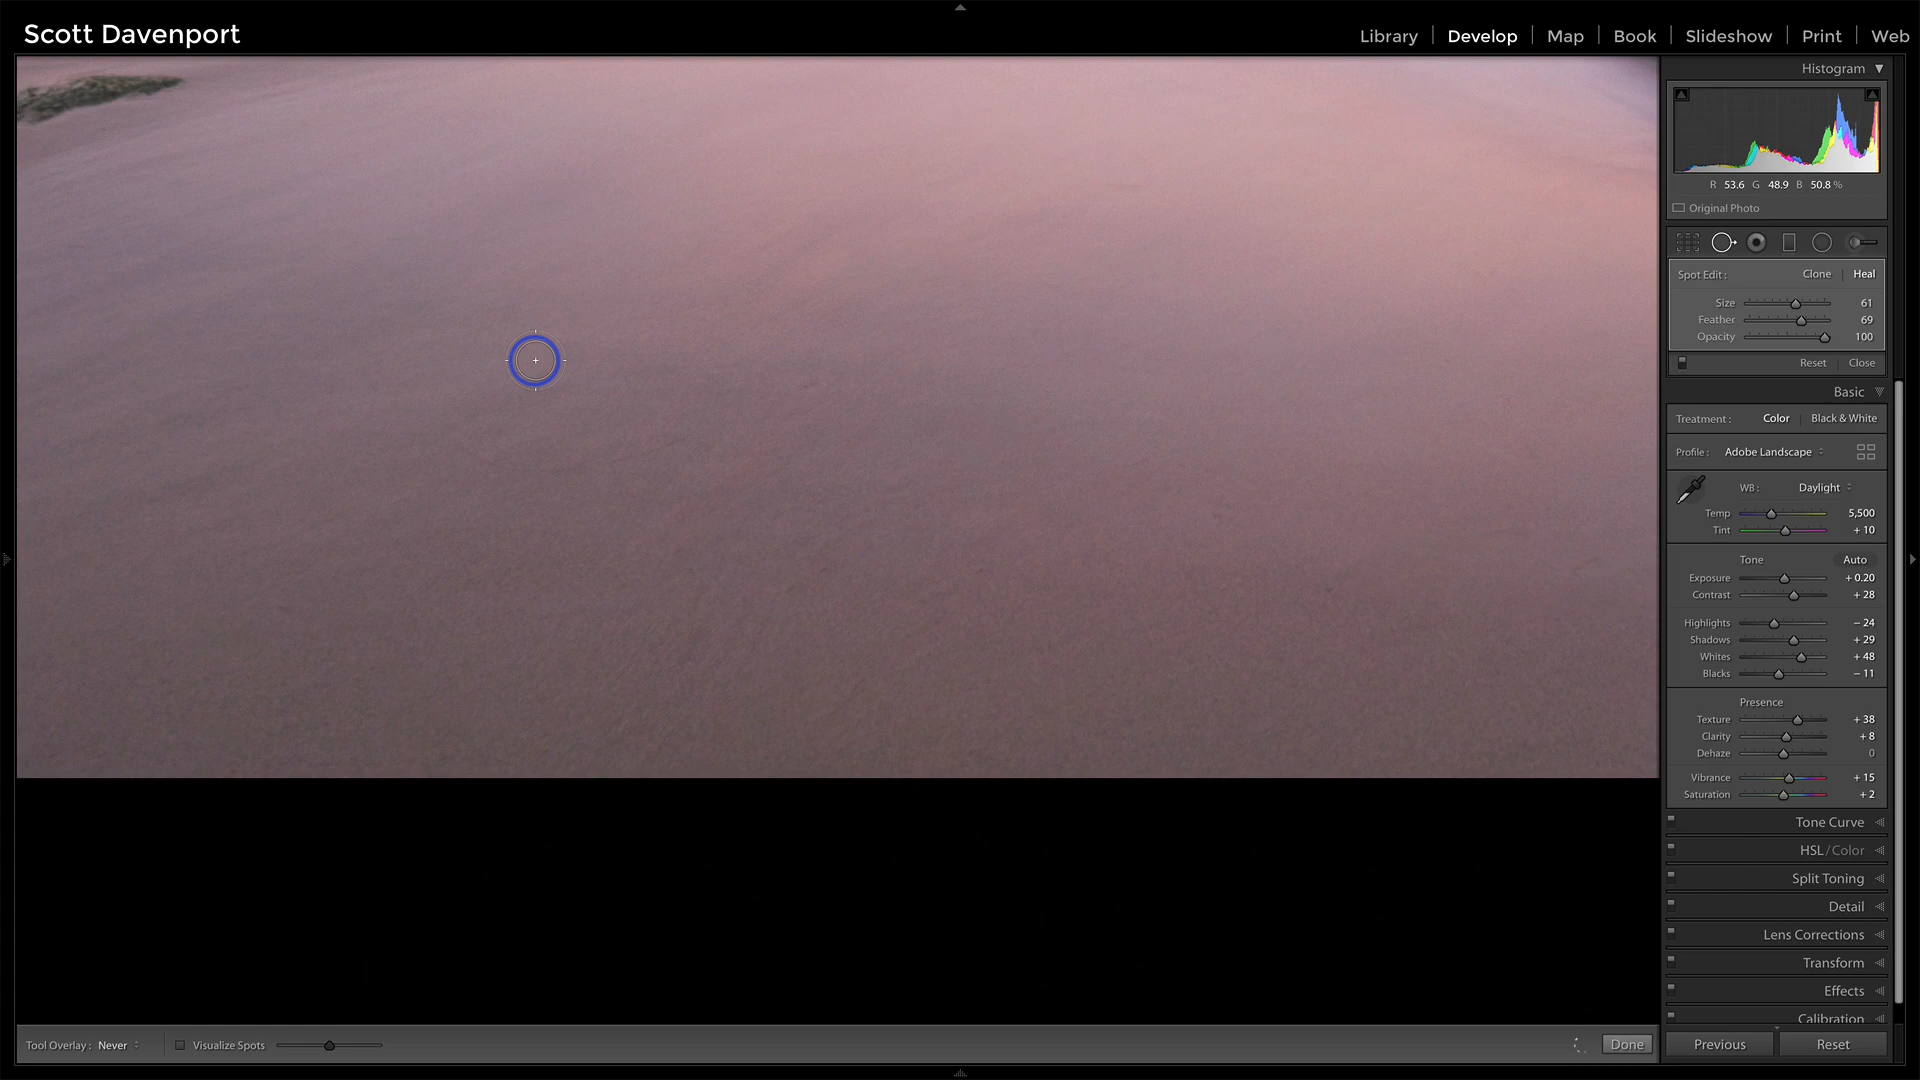 Scott Davenport
Library | Develop | Map | Book | Slideshow | Print | Web
Histogram
R 53.6 G 48.9 B 50.8 %
Original Photo
Spot Edit : Clone | Heal
Size 61
Feather 69
Opacity 100
Reset Close
Basic
Treatment : Color | Black & White
Profile : Adobe Landscape
WB : Daylight
Temp 5,500
Tint + 10
Tone Auto
Exposure + 0.20
Contrast + 28
Highlights − 24
Shadows + 29
Whites + 48
Blacks − 11
Presence
Texture + 38
Clarity + 8
Dehaze 0
Vibrance + 15
Saturation + 2
Tone Curve
HSL / Color
Split Toning
Detail
Lens Corrections
Transform
Effects
Calibration
Tool Overlay : Never Visualize Spots Done Previous Reset